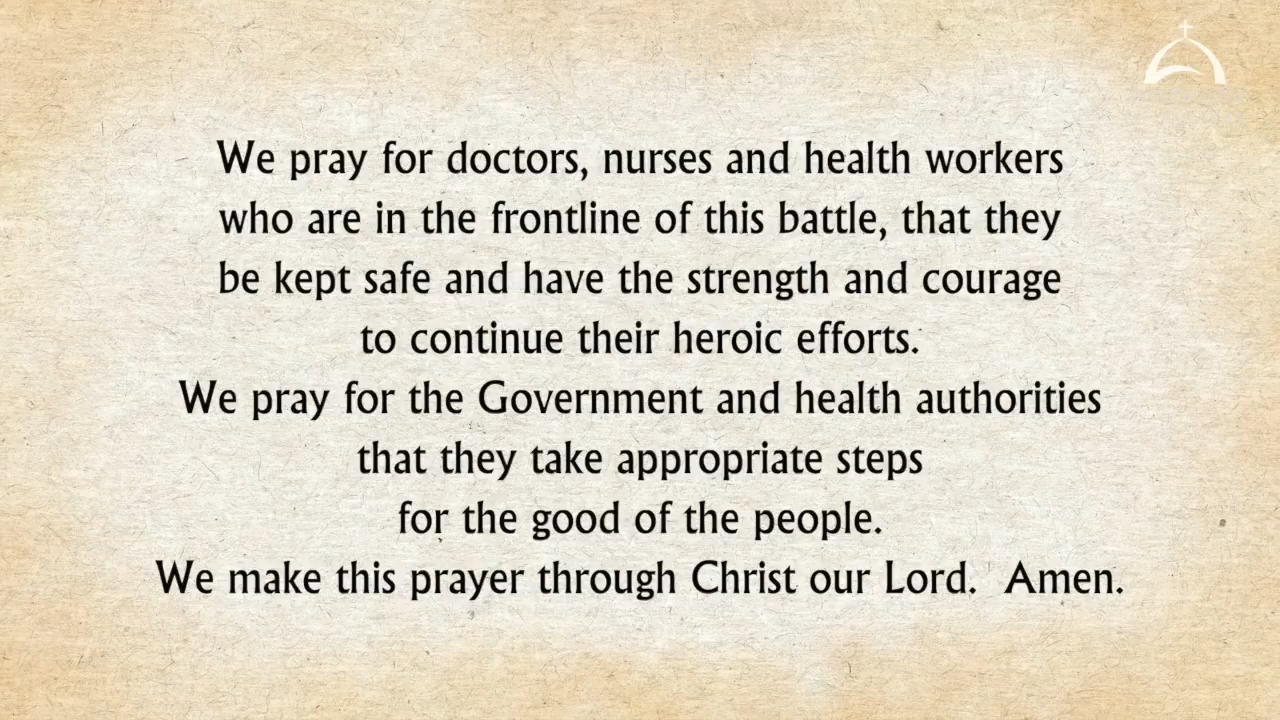 We pray for doctors, nurses and health workers
who are in the frontline of this battle, that they
be kept safe and have the strength and courage
to continue their heroic efforts.
We pray for the Government and health authorities
that they take appropriate steps
for the good of the people.
We make this prayer through Christ our Lord.  Amen.